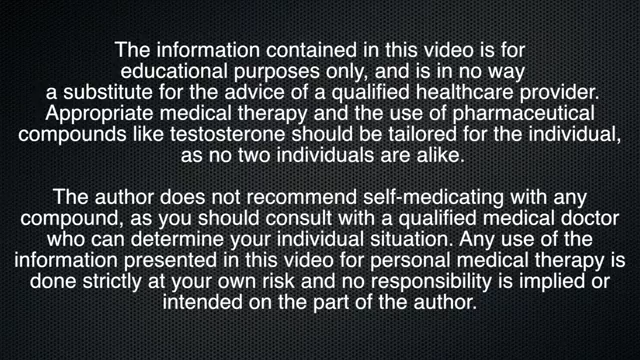 The information contained in this video is for
educational purposes only, and is in no way
a substitute for the advice of a qualified healthcare provider.
Appropriate medical therapy and the use of pharmaceutical
compounds like testosterone should be tailored for the individual,
as no two individuals are alike.
The author does not recommend self-medicating with any
compound, as you should consult with a qualified medical doctor
who can determine your individual situation. Any use of the
information presented in this video for personal medical therapy is
done strictly at your own risk and no responsibility is implied or
intended on the part of the author.